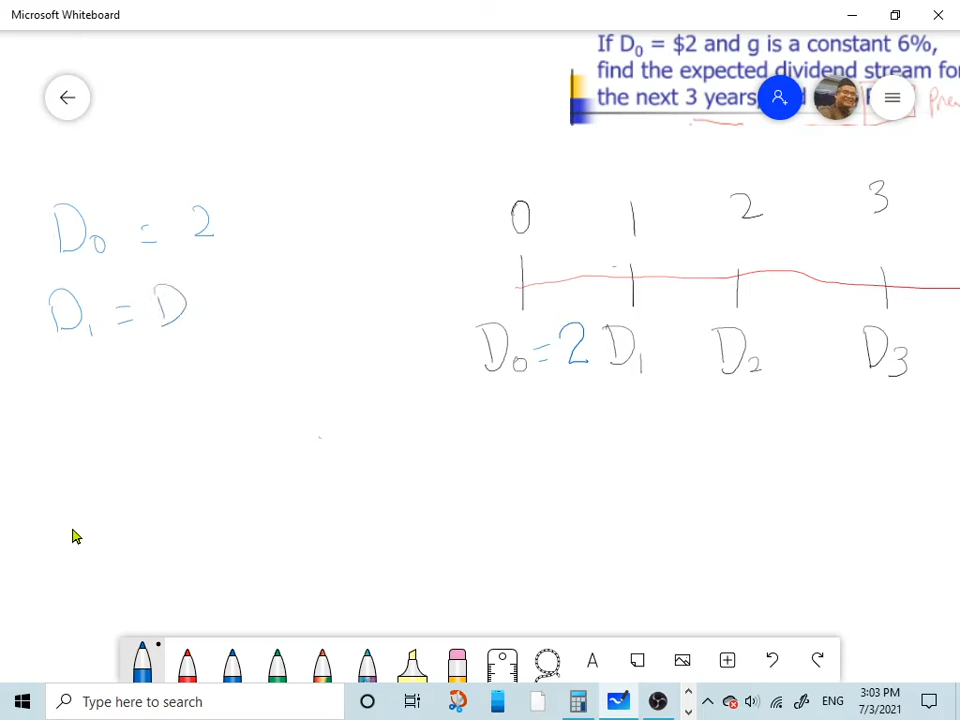 Microsoft Whiteboard
If D₀ = $2 and g is a constant 6%,
find the expected dividend stream for
the next 3 years,
0 1 2 3
D₀ = 2
D₁ = D
D₀ = 2 D₁ D₂ D₃
A
Type here to search
ENG
3:03 PM
7/3/2021